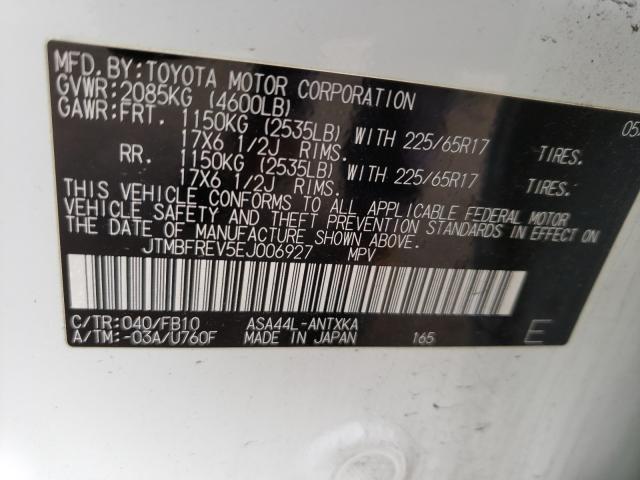 MFD. BY: TOYOTA MOTOR CORPORATION
GVWR: 2085KG (4600LB)
GAWR: FRT. 1150KG (2535LB) WITH 225/65R17 TIRES.
17X6 1/2J RIMS.
RR. 1150KG (2535LB) WITH 225/65R17 TIRES.
17X6 1/2J RIMS.
THIS VEHICLE CONFORMS TO ALL APPLICABLE FEDERAL MOTOR
VEHICLE SAFETY AND THEFT PREVENTION STANDARDS IN EFFECT ON
THE DATE OF MANUFACTURE SHOWN ABOVE.
JTMBFREV5EJ006927 MPV
C/TR: 040/FB10 ASA44L-ANTXKA
A/TM: -03A/U760F MADE IN JAPAN 165 E